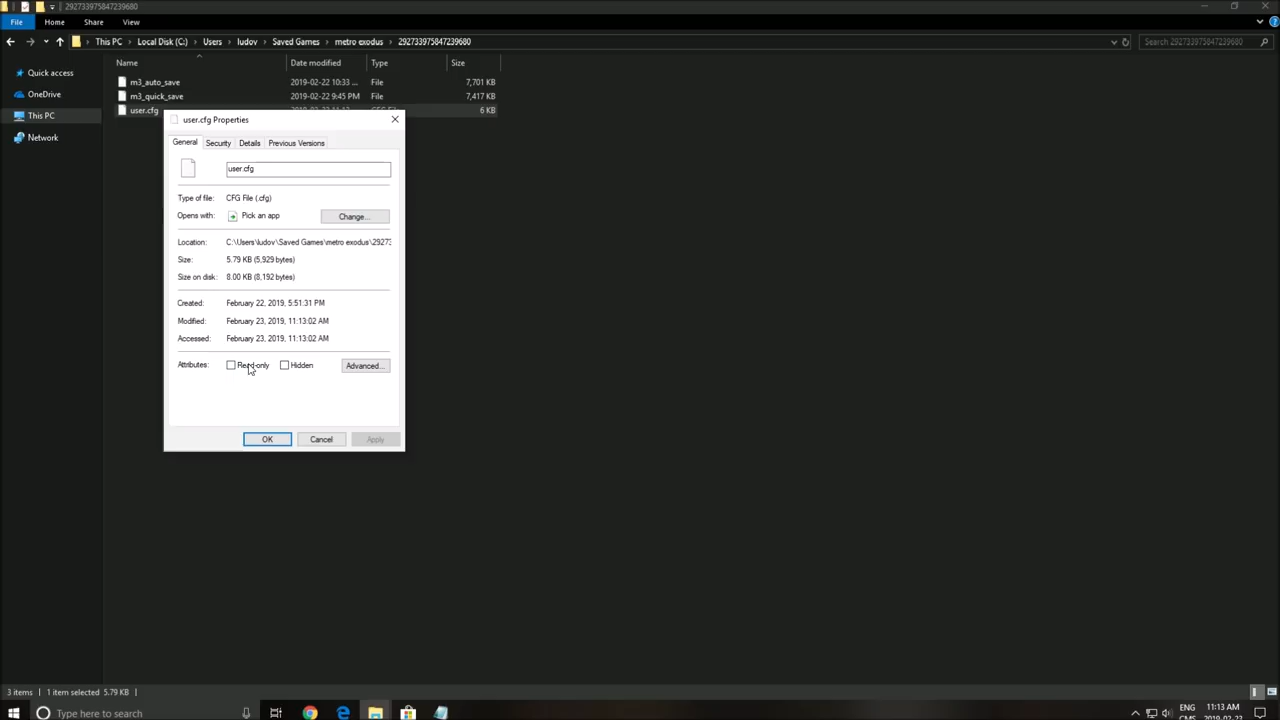 292733975847239680
File Home Share View
This PC Local Disk (C:) Users ludov Saved Games metro exodus 292733975847239680 Search 292733975847239680
Name Date modified Type Size
Quick access
OneDrive
This PC
Network
m3_auto_save 2019-02-22 10:33 ... File 7,701 KB
m3_quick_save 2019-02-22 9:45 PM File 7,417 KB
user.cfg 6 KB
user.cfg Properties
General Security Details Previous Versions
user.cfg
Type of file: CFG File (.cfg)
Opens with: Pick an app Change...
Location: C:\Users\ludov\Saved Games\metro exodus\29273
Size: 5.79 KB (5,929 bytes)
Size on disk: 8.00 KB (8,192 bytes)
Created: February 22, 2019, 5:51:31 PM
Modified: February 23, 2019, 11:13:02 AM
Accessed: February 23, 2019, 11:13:02 AM
Attributes: Read-only Hidden Advanced...
OK Cancel Apply
3 items 1 item selected 5.79 KB
Type here to search
ENG 11:13 AM
CMS 2019-02-23